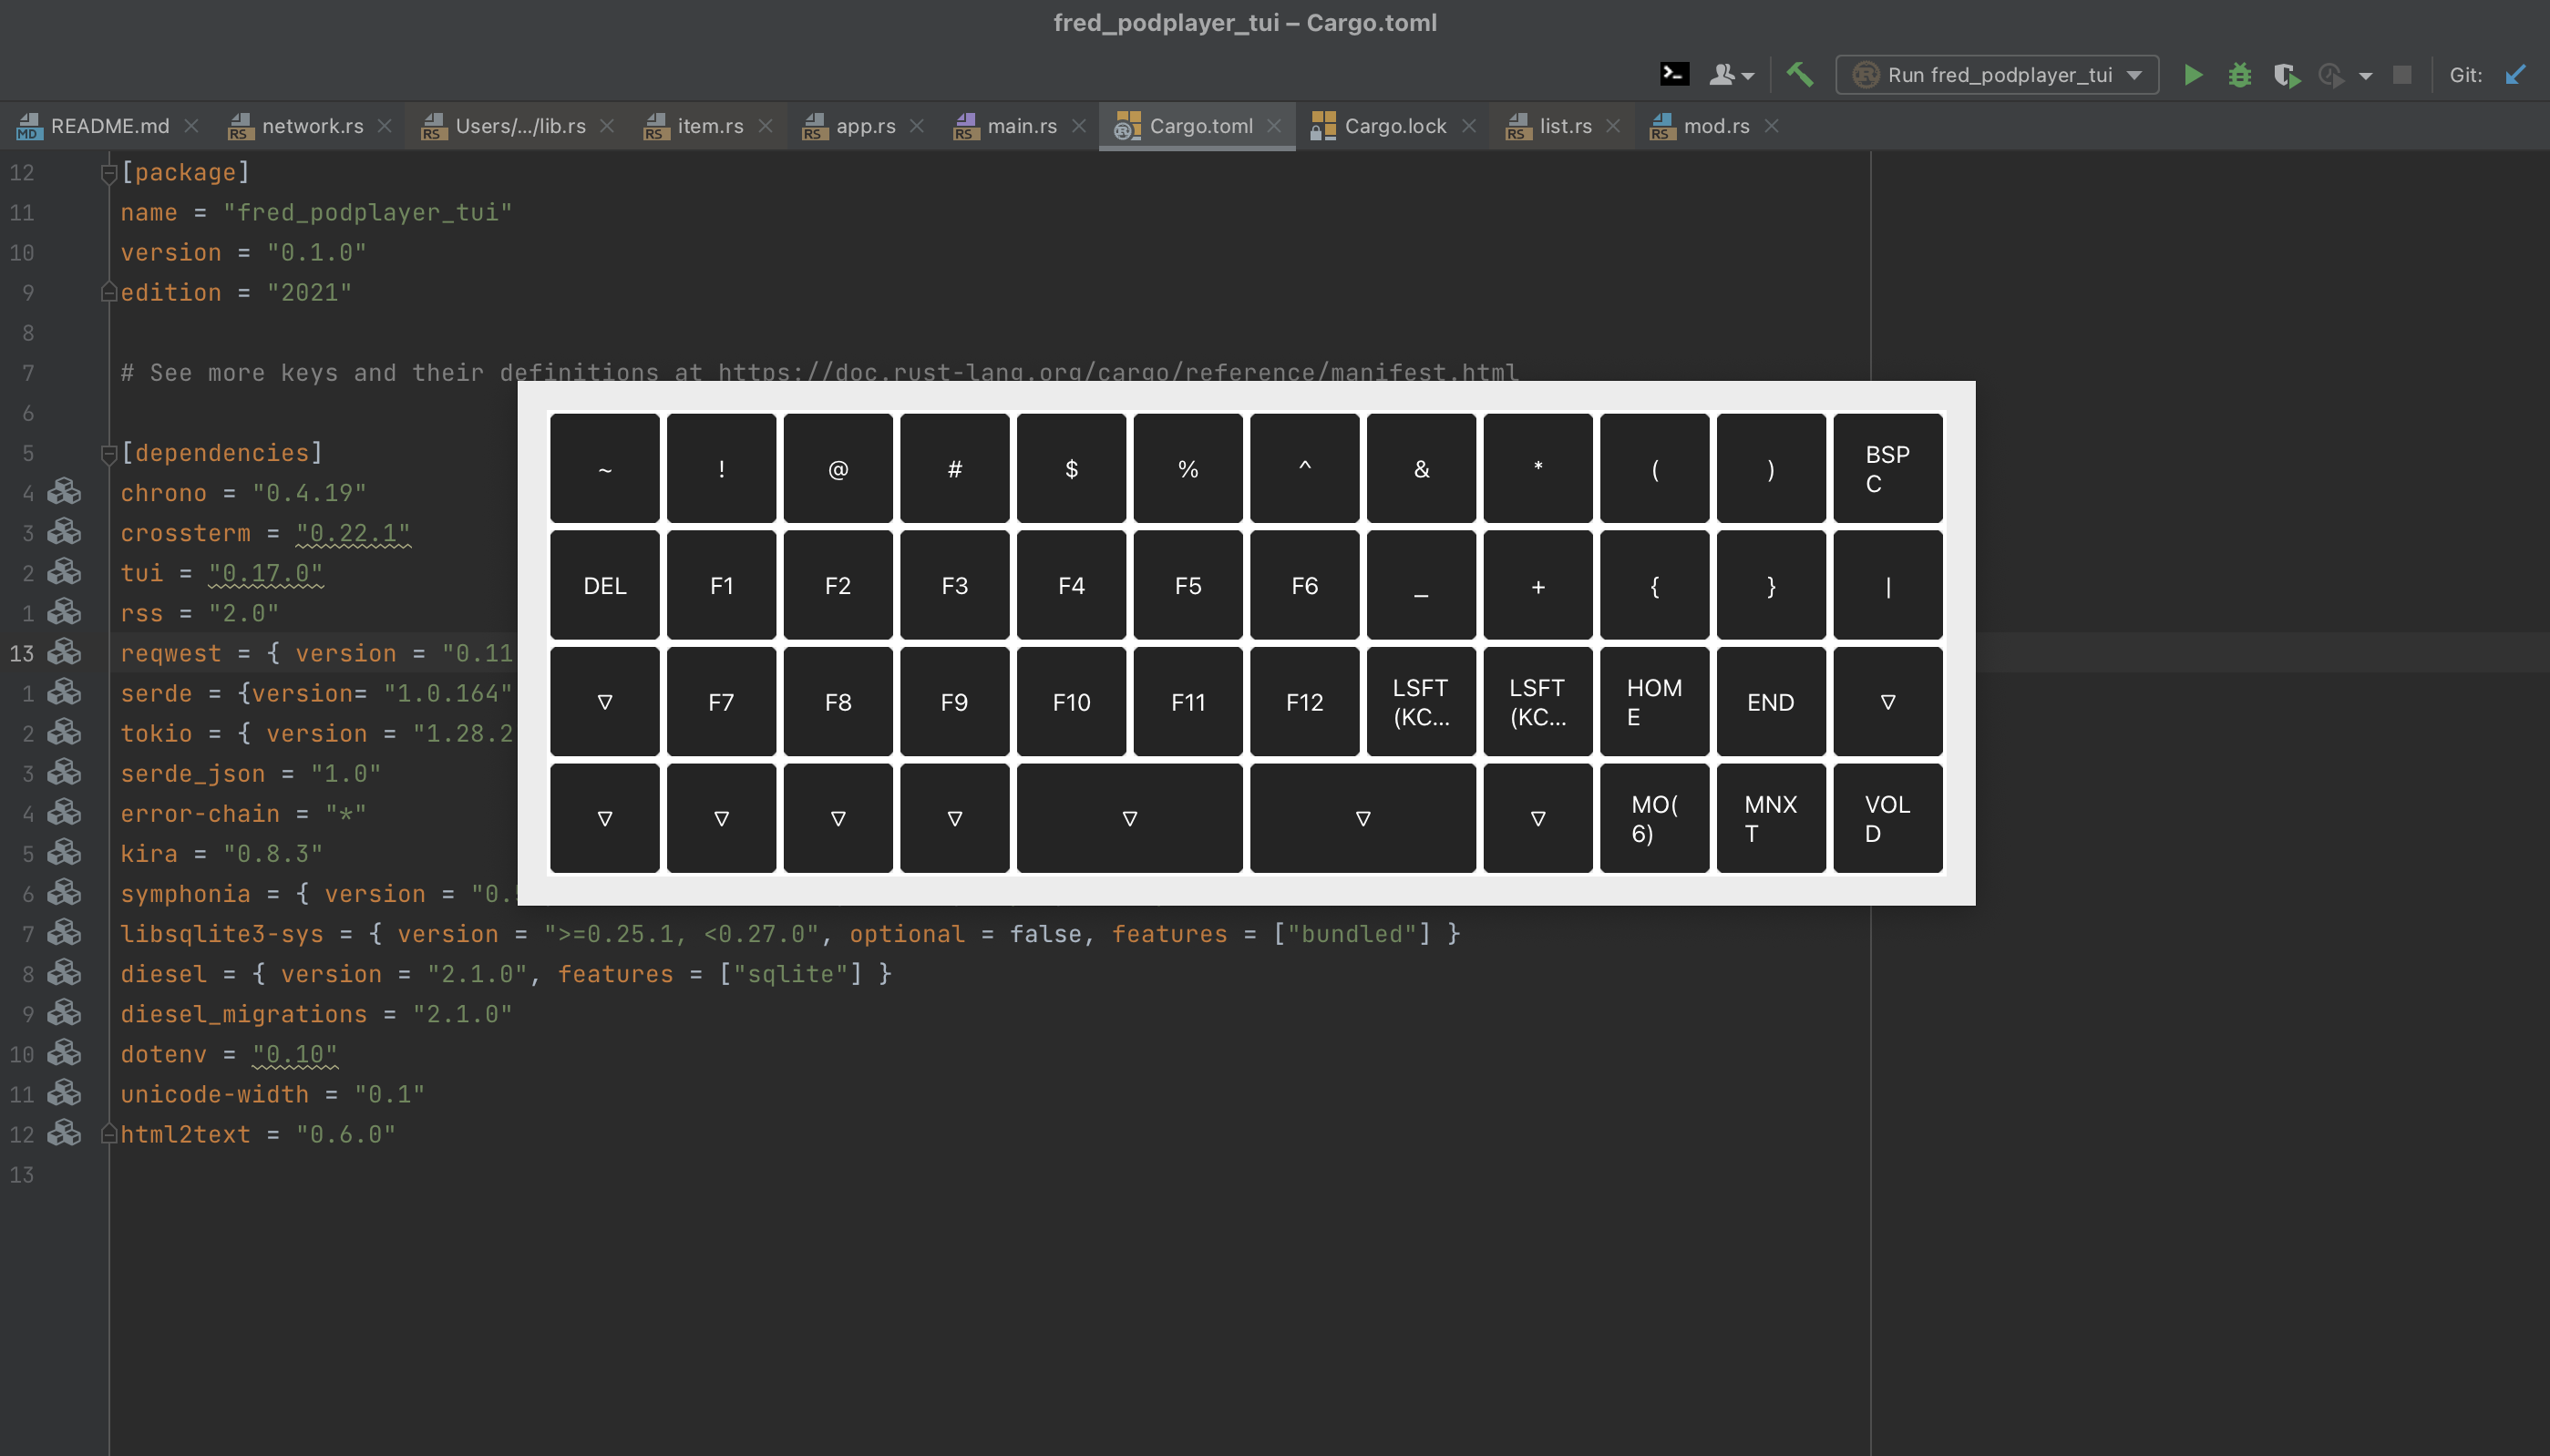 fred_podplayer_tui – Cargo.toml
Run fred_podplayer_tui Git:
README.md network.rs Users/.../lib.rs item.rs app.rs main.rs Cargo.toml Cargo.lock list.rs mod.rs
12 [package]
11 name = "fred_podplayer_tui"
10 version = "0.1.0"
9 edition = "2021"
8
7 # See more keys and their definitions at https://doc.rust-lang.org/cargo/reference/manifest.html
6
5 [dependencies]
4 chrono = "0.4.19"
3 crossterm = "0.22.1"
2 tui = "0.17.0"
1 rss = "2.0"
13 reqwest = { version = "0.11
1 serde = {version= "1.0.164"
2 tokio = { version = "1.28.2
3 serde_json = "1.0"
4 error-chain = "*"
5 kira = "0.8.3"
6 symphonia = { version = "0.
7 libsqlite3-sys = { version = ">=0.25.1, <0.27.0", optional = false, features = ["bundled"] }
8 diesel = { version = "2.1.0", features = ["sqlite"] }
9 diesel_migrations = "2.1.0"
10 dotenv = "0.10"
11 unicode-width = "0.1"
12 html2text = "0.6.0"
13
~ ! @ # $ % ^ & * ( ) BSPC
DEL F1 F2 F3 F4 F5 F6 _ + { } |
▽ F7 F8 F9 F10 F11 F12 LSFT(KC... LSFT(KC... HOME END ▽
▽ ▽ ▽ ▽ ▽ ▽ ▽ MO(6) MNXT VOLD